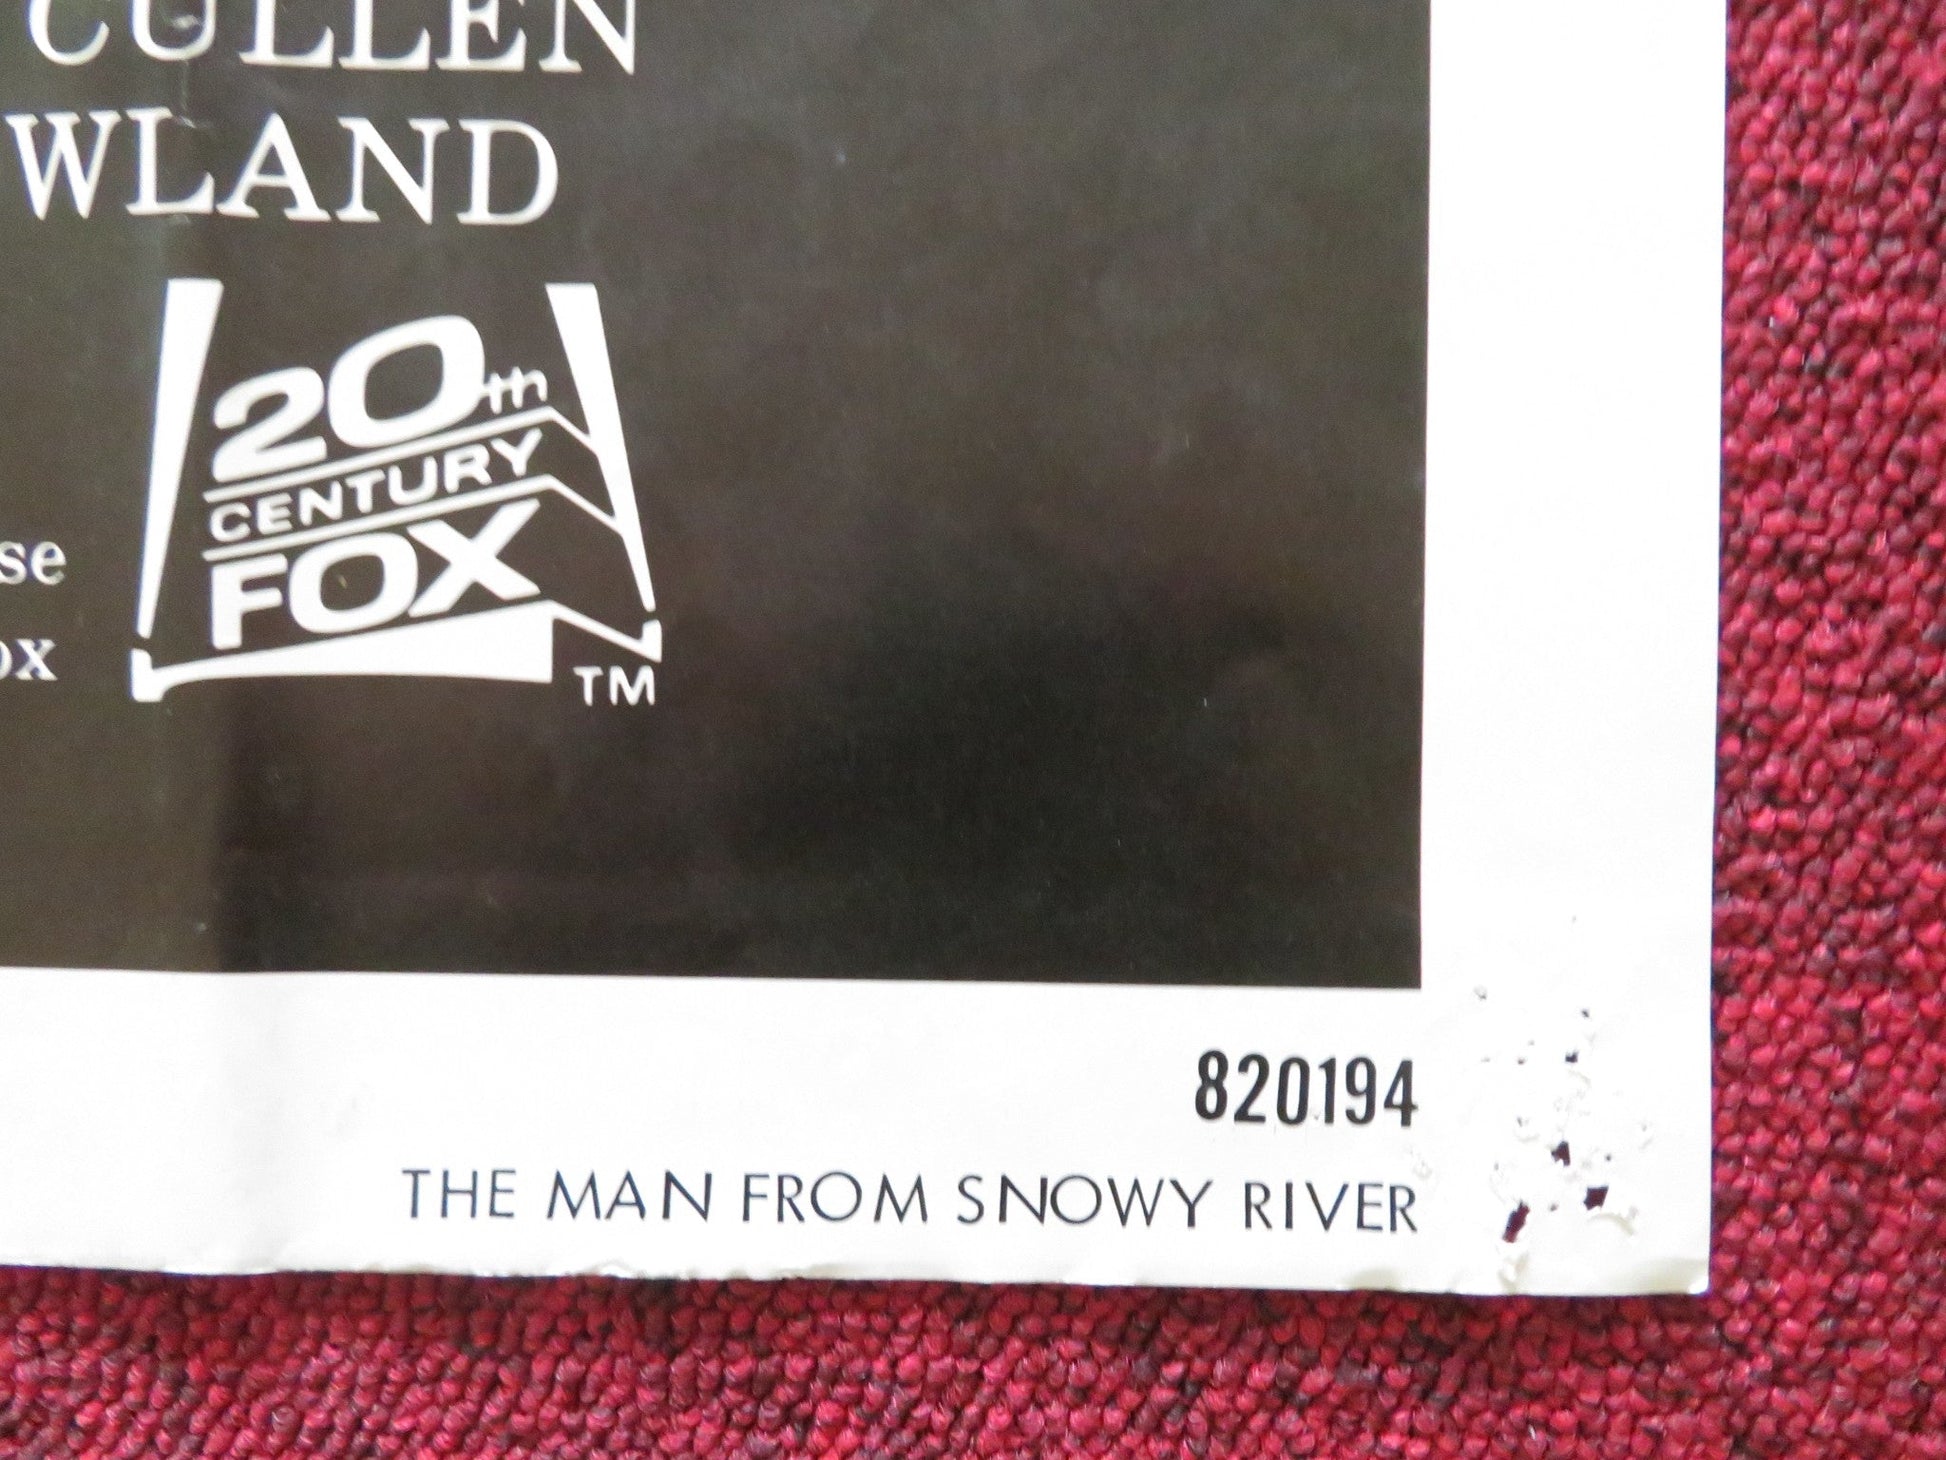 CULLEN
WLAND
20th
CENTURY
FOX
TM
se
ox
820194
THE MAN FROM SNOWY RIVER